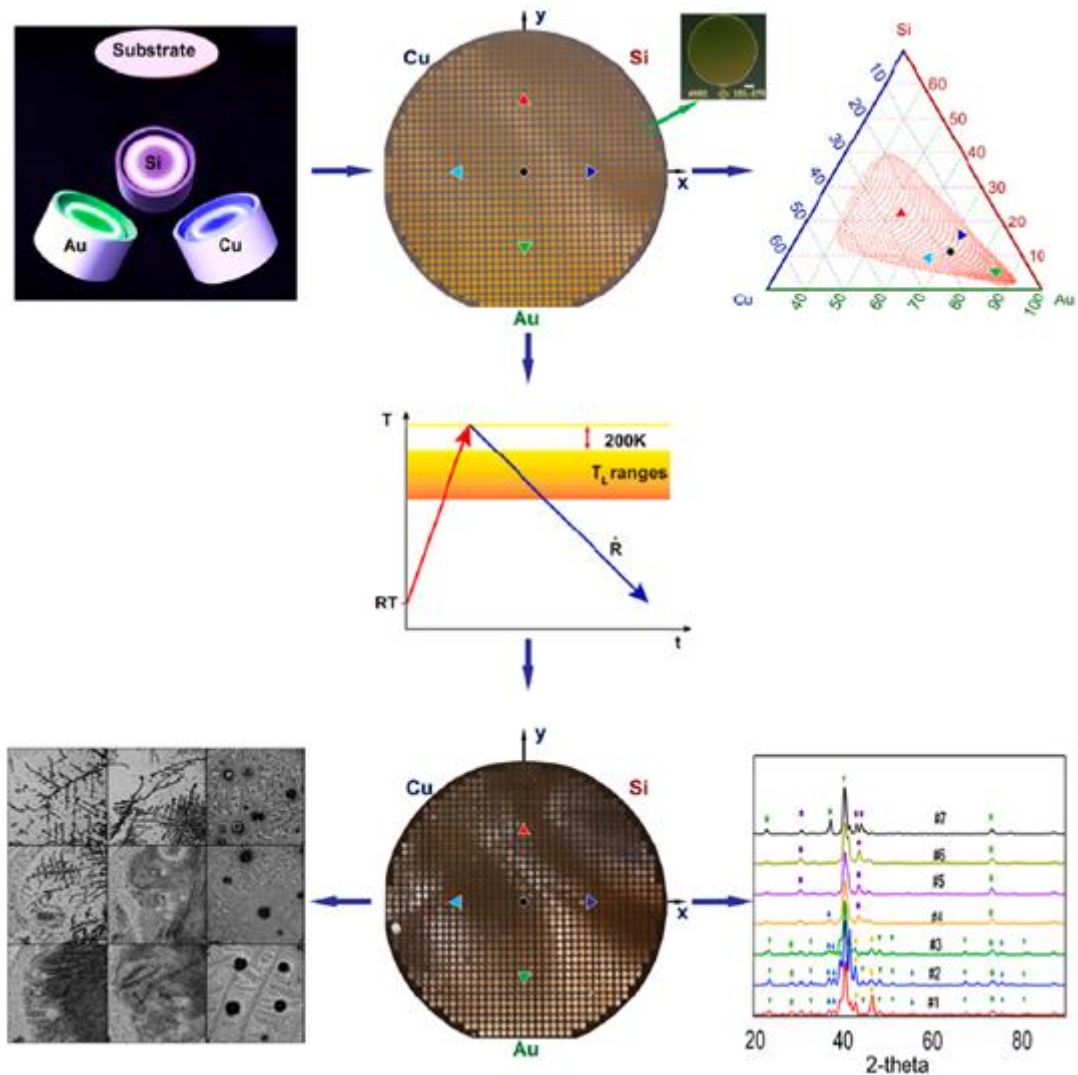 Substrate
Si
Au
Cu
y
Cu
Si
x
Au
Si
10
20
30
40
50
60
60
50
40
30
20
10
Cu
40
50
60
70
80
90
100
Au
T
200K
T_L ranges
Ṙ
RT
t
y
Cu
Si
x
Au
#7
#6
#5
#4
#3
#2
#1
20
40
60
80
2-theta